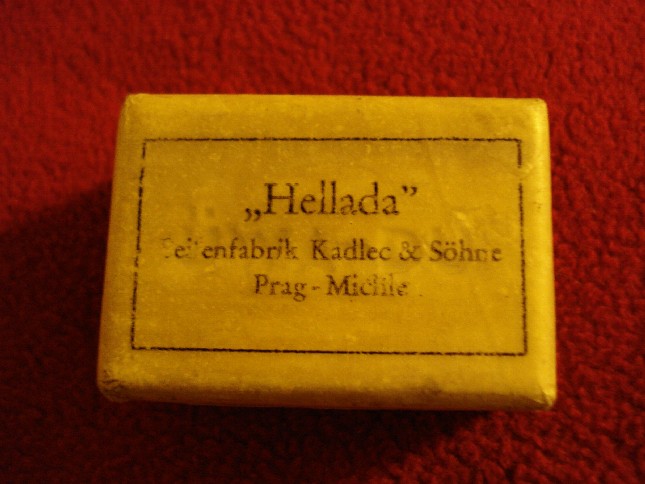 „Hellada”
Seifenfabrik Kadlec & Söhne
Prag - Michle